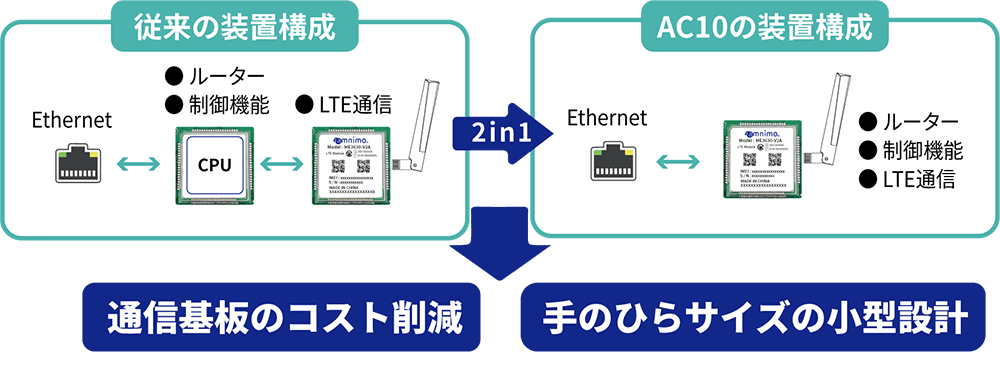 従来の装置構成
● ルーター
● 制御機能
● LTE通信
Ethernet
CPU
omnimo.
Model : ME3630-V2A
LTE Module
IMEI : xxxxxxxxxxxxxxx
S / N : xxxxxxxxxxxx
MADE IN CHINA
2in1
AC10の装置構成
Ethernet
omnimo.
Model : ME3630-V2A
LTE Module
IMEI : xxxxxxxxxxxxxxx
S / N : xxxxxxxxxxxx
MADE IN CHINA
● ルーター
● 制御機能
● LTE通信
通信基板のコスト削減
手のひらサイズの小型設計